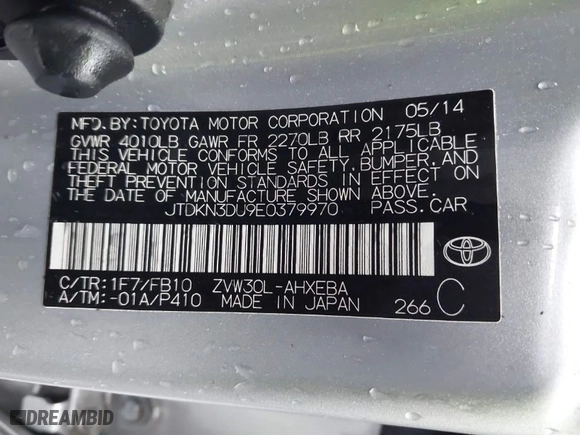 MFD.BY:TOYOTA MOTOR CORPORATION 05/14
GVWR 4010LB GAWR FR 2270LB RR 2175LB
THIS VEHICLE CONFORMS TO ALL APPLICABLE
FEDERAL MOTOR VEHICLE SAFETY,BUMPER,AND
THEFT PREVENTION STANDARDS IN EFFECT ON
THE DATE OF MANUFACTURE SHOWN ABOVE.
JTDKN3DU9E0379970 PASS.CAR
C/TR:1F7/FB10 ZVW30L-AHXEBA
A/TM:-01A/P410 MADE IN JAPAN 266 C
DREAMBID